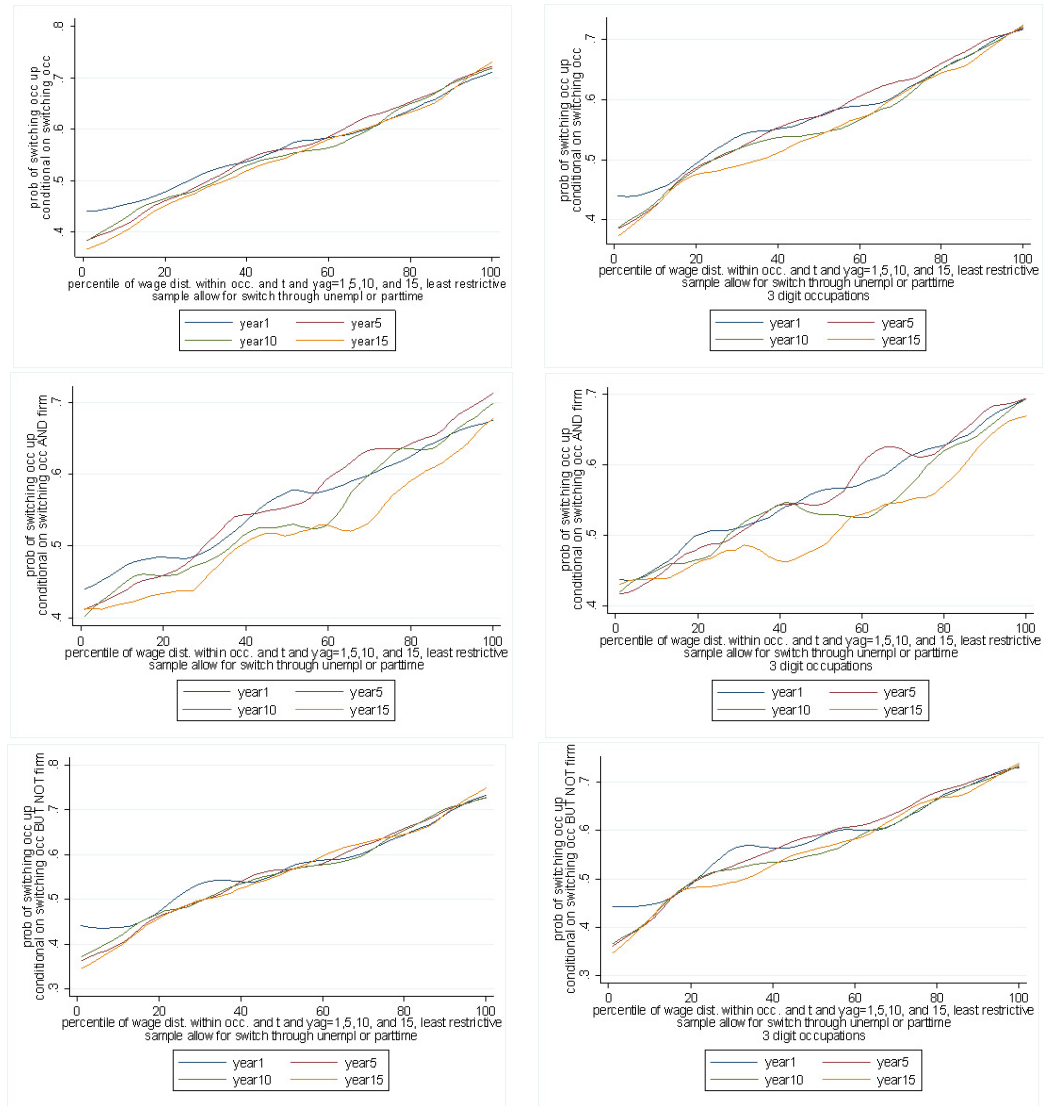 prob of switching occ up
conditional on switching occ
.8
.7
.6
.5
.4
0 20 40 60 80 100
percentile of wage dist. within occ. and t and yag=1,5,10, and 15, least restrictive
sample allow for switch through unempl or parttime
year1 year5
year10 year15
prob of switching occ up
conditional on switching occ
.7
.6
.5
.4
0 20 40 60 80 100
percentile of wage dist. within occ. and t and yag=1,5,10, and 15, least restrictive
sample allow for switch through unempl or parttime
3 digit occupations
year1 year5
year10 year15
prob of switching occ up
conditional on switching occ AND firm
.7
.6
.5
.4
0 20 40 60 80 100
percentile of wage dist. within occ. and t and yag=1,5,10, and 15, least restrictive
sample allow for switch through unempl or parttime
year1 year5
year10 year15
prob of switching occ up
conditional on switching occ AND firm
.7
.6
.5
.4
0 20 40 60 80 100
percentile of wage dist. within occ. and t and yag=1,5,10, and 15, least restrictive
sample allow for switch through unempl or parttime
3 digit occupations
year1 year5
year10 year15
prob of switching occ up
conditional on switching occ BUT NOT firm
.8
.7
.6
.5
.4
.3
0 20 40 60 80 100
percentile of wage dist. within occ. and t and yag=1,5,10, and 15, least restrictive
sample allow for switch through unempl or parttime
year1 year5
year10 year15
prob of switching occ up
conditional on switching occ BUT NOT firm
.7
.6
.5
.4
.3
0 20 40 60 80 100
percentile of wage dist. within occ. and t and yag=1,5,10, and 15, least restrictive
sample allow for switch through unempl or parttime
3 digit occupations
year1 year5
year10 year15